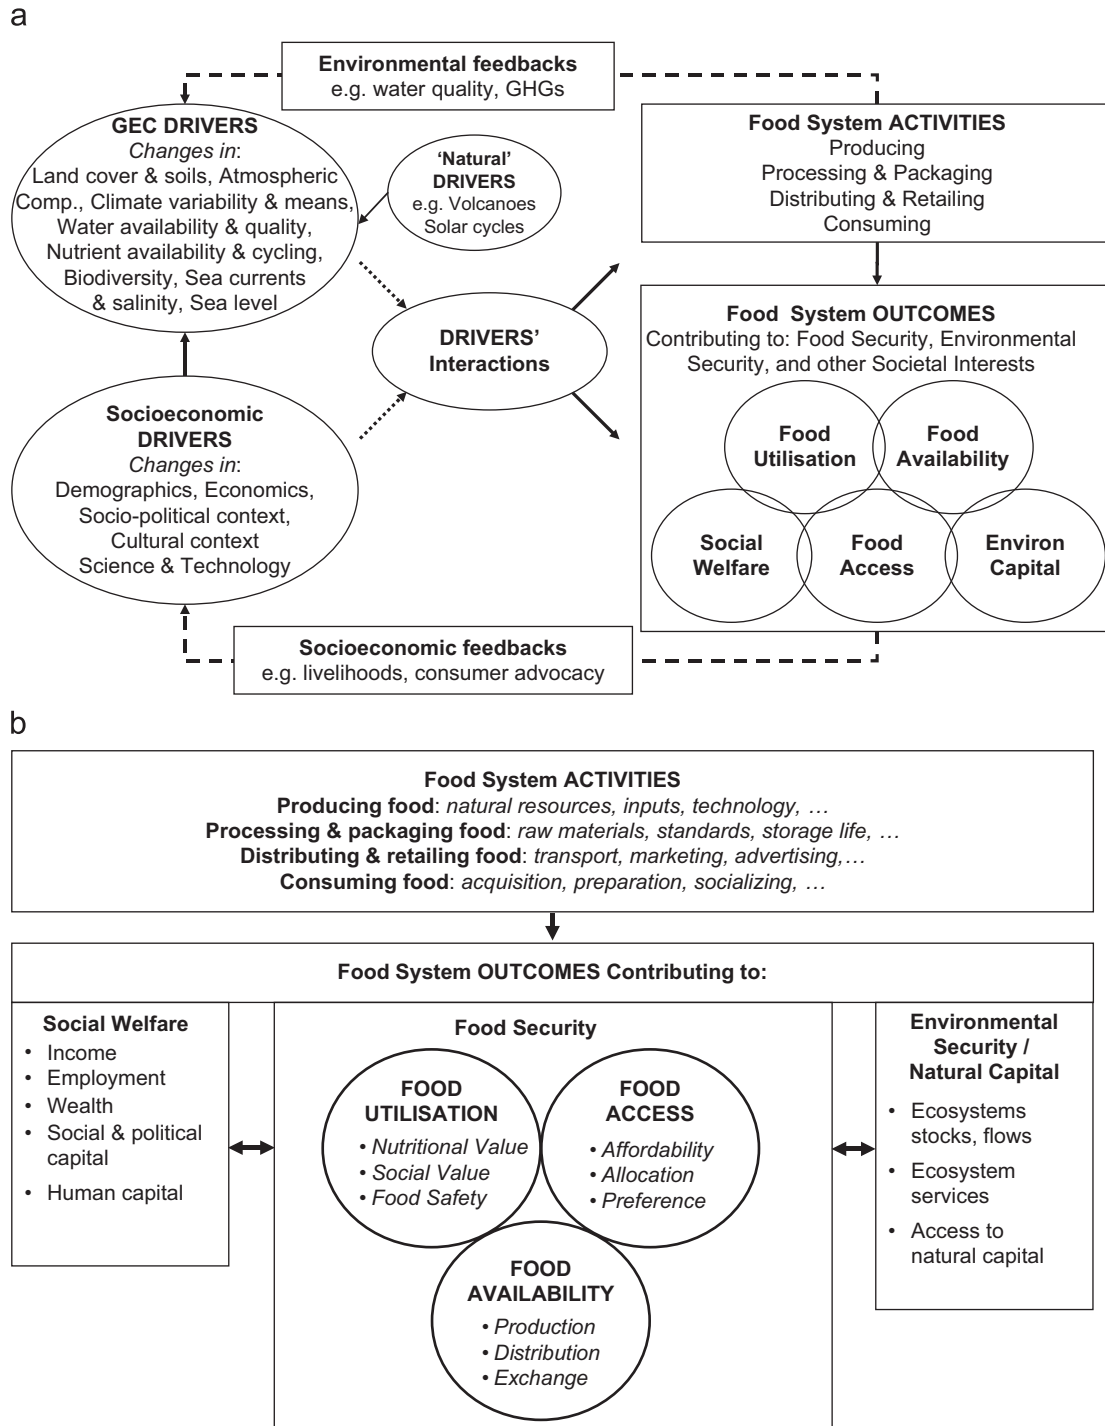 a
Environmental feedbacks
e.g. water quality, GHGs
GEC DRIVERS
Changes in:
Land cover & soils, Atmospheric
Comp., Climate variability & means,
Water availability & quality,
Nutrient availability & cycling,
Biodiversity, Sea currents
& salinity, Sea level
'Natural'
DRIVERS
e.g. Volcanoes
Solar cycles
Food System ACTIVITIES
Producing
Processing & Packaging
Distributing & Retailing
Consuming
DRIVERS'
Interactions
Food System OUTCOMES
Contributing to: Food Security, Environmental
Security, and other Societal Interests
Food
Utilisation
Food
Availability
Social
Welfare
Food
Access
Environ
Capital
Socioeconomic
DRIVERS
Changes in:
Demographics, Economics,
Socio-political context,
Cultural context
Science & Technology
Socioeconomic feedbacks
e.g. livelihoods, consumer advocacy
b
Food System ACTIVITIES
Producing food: natural resources, inputs, technology, …
Processing & packaging food: raw materials, standards, storage life, …
Distributing & retailing food: transport, marketing, advertising,…
Consuming food: acquisition, preparation, socializing, …
Food System OUTCOMES Contributing to:
Social Welfare
• Income
• Employment
• Wealth
• Social & political
capital
• Human capital
Food Security
FOOD
UTILISATION
• Nutritional Value
• Social Value
• Food Safety
FOOD
ACCESS
• Affordability
• Allocation
• Preference
FOOD
AVAILABILITY
• Production
• Distribution
• Exchange
Environmental
Security /
Natural Capital
• Ecosystems
stocks, flows
• Ecosystem
services
• Access to
natural capital